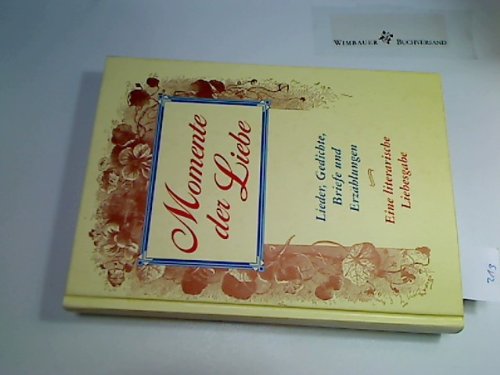 WIMBAUER BUCHVERSAND
Momente
der Liebe
Lieder, Gedichte,
Briefe und
Erzählungen
Eine literarische
Liebesgabe
213